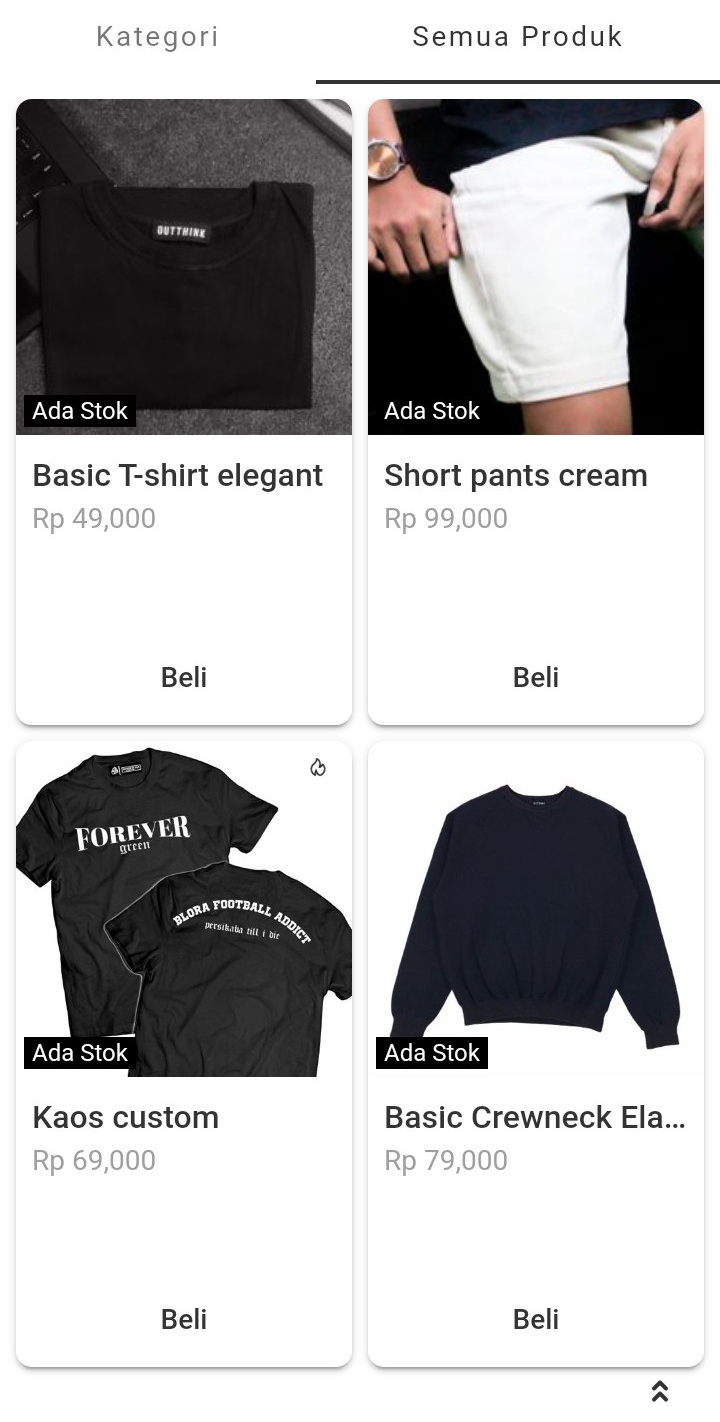 Kategori
Semua Produk
OUTTHINK
Ada Stok
Ada Stok
Basic T-shirt elegant
Short pants cream
Rp 49,000
Rp 99,000
Beli
Beli
FOREVER
green
BLORA FOOTBALL ADDICT
persikaba till i die
Ada Stok
Ada Stok
Kaos custom
Basic Crewneck Ela...
Rp 69,000
Rp 79,000
Beli
Beli